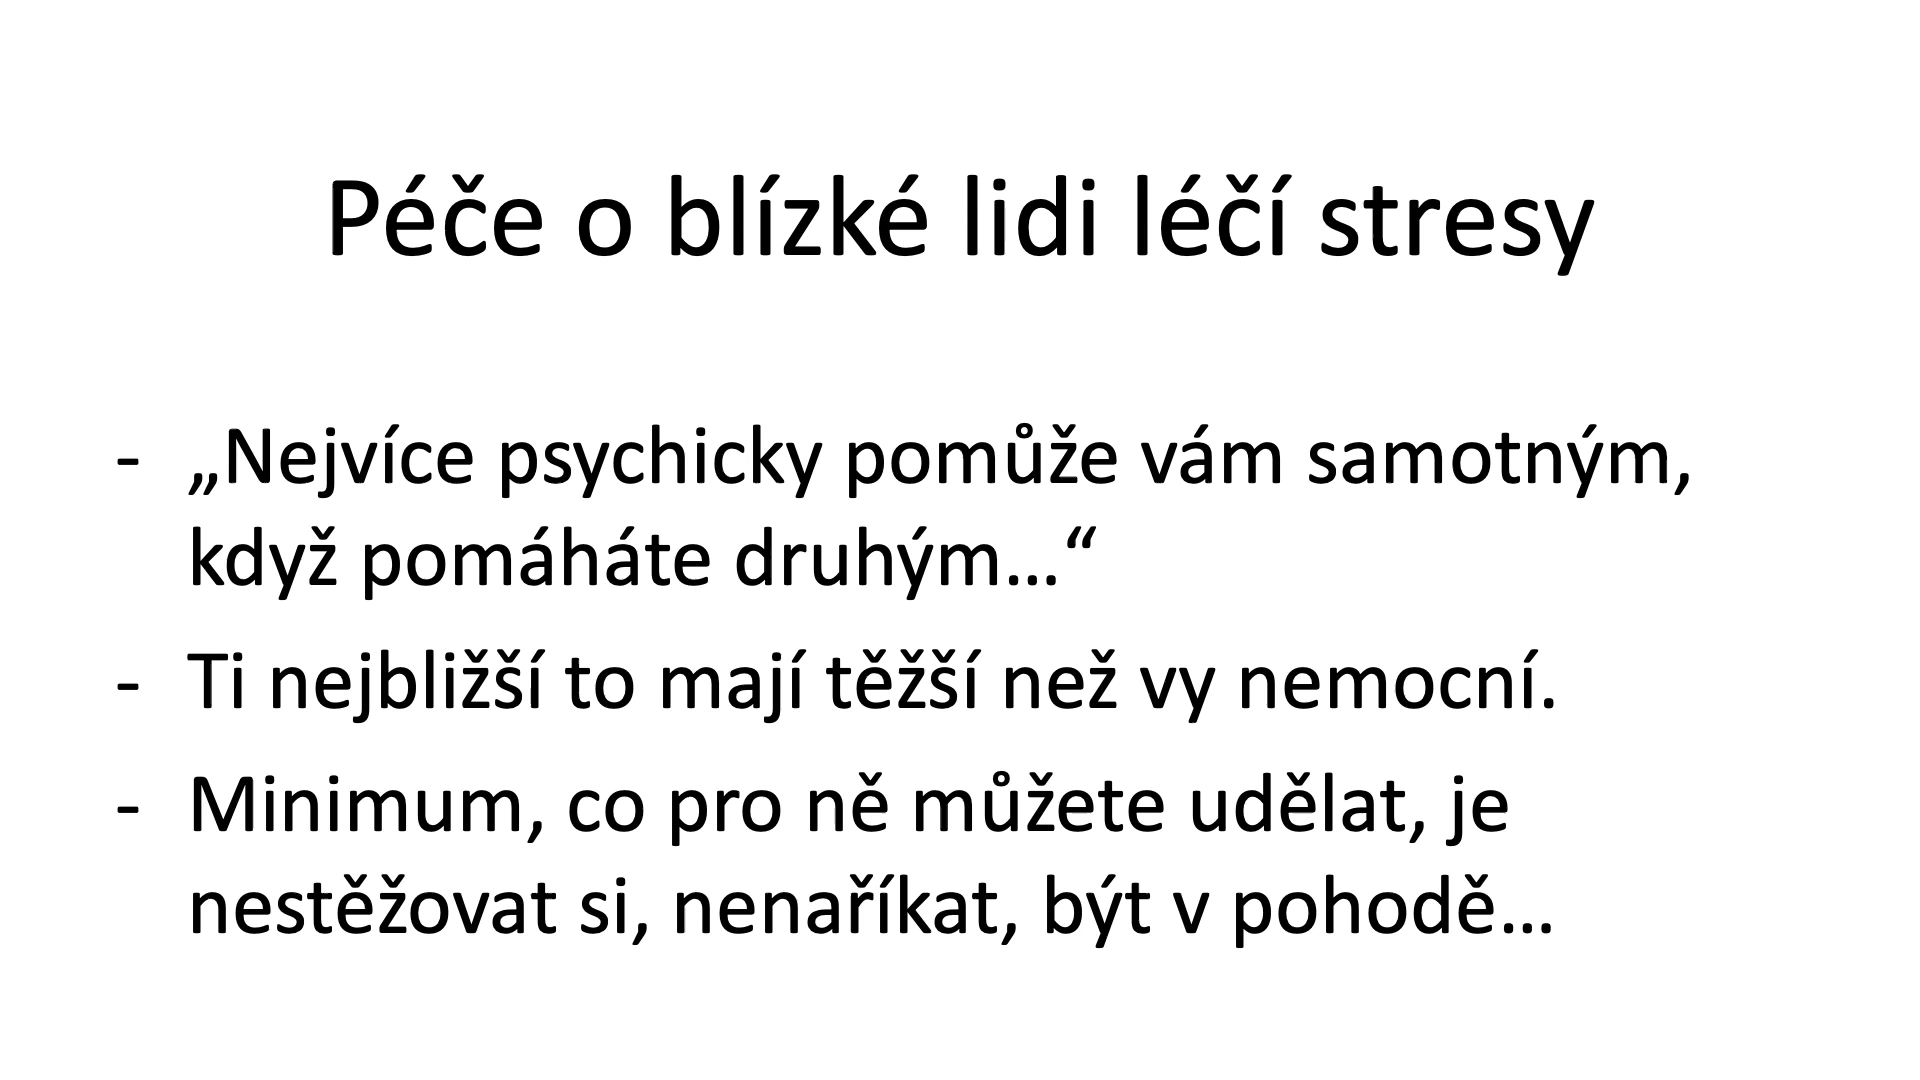 Péče o blízké lidi léčí stresy
- „Nejvíce psychicky pomůže vám samotným,
když pomáháte druhým…“
- Ti nejbližší to mají těžší než vy nemocní.
- Minimum, co pro ně můžete udělat, je
nestěžovat si, nenaříkat, být v pohodě…